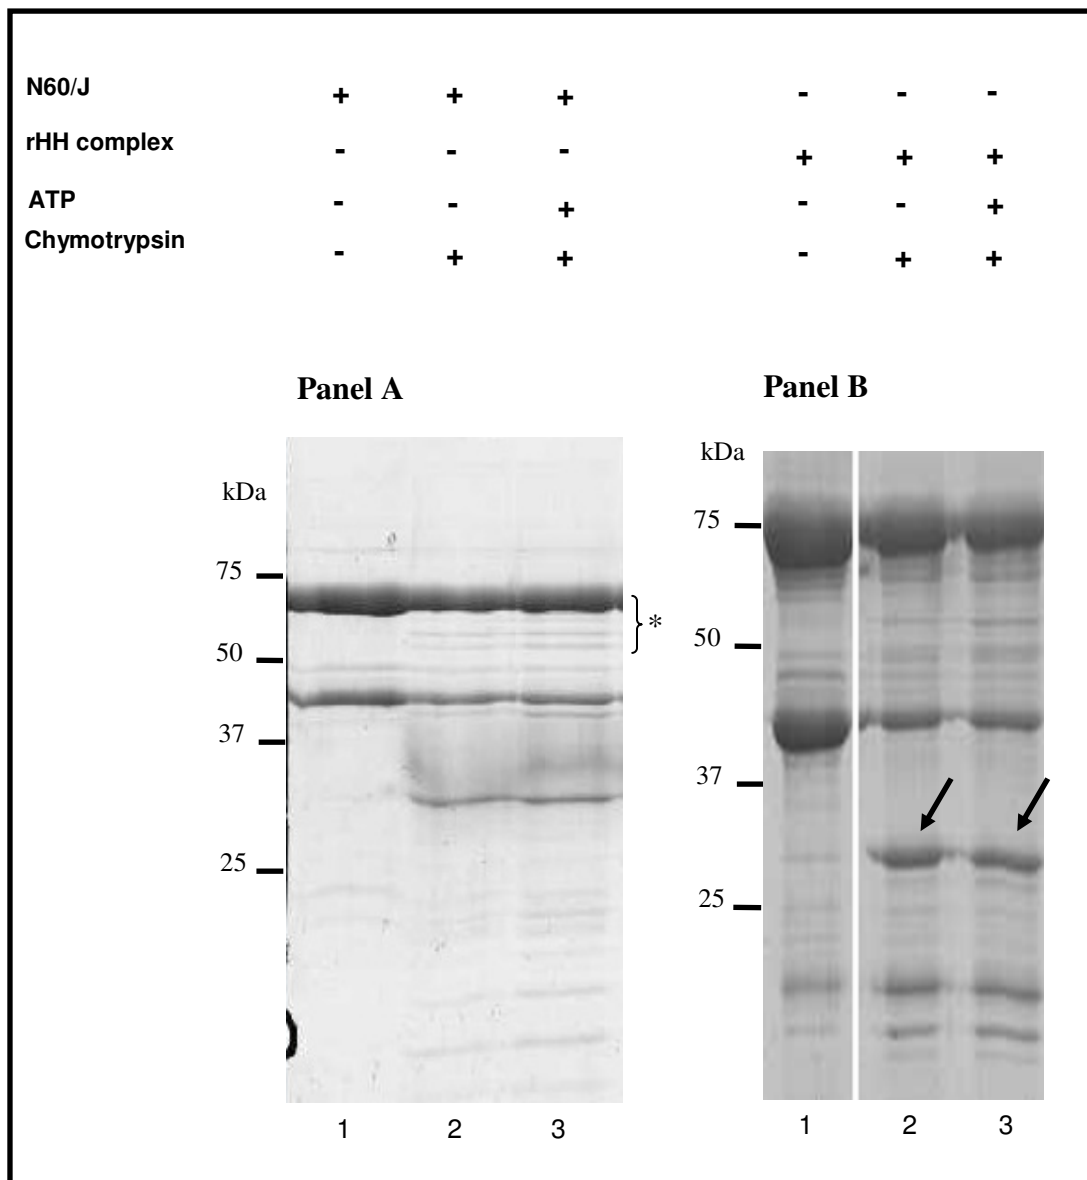 N60/J + + + - - -
rHH complex - - - + + +
ATP - - + - - +
Chymotrypsin - + + - + +
Panel A
kDa
75
50
37
25
*
1 2 3
Panel B
kDa
75
50
37
25
1 2 3